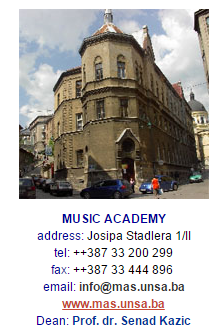 MUSIC ACADEMY
address: Josipa Stadlera 1/II
tel: ++387 33 200 299
fax: ++387 33 444 896
email: info@mas.unsa.ba
www.mas.unsa.ba
Dean: Prof. dr. Senad Kazic